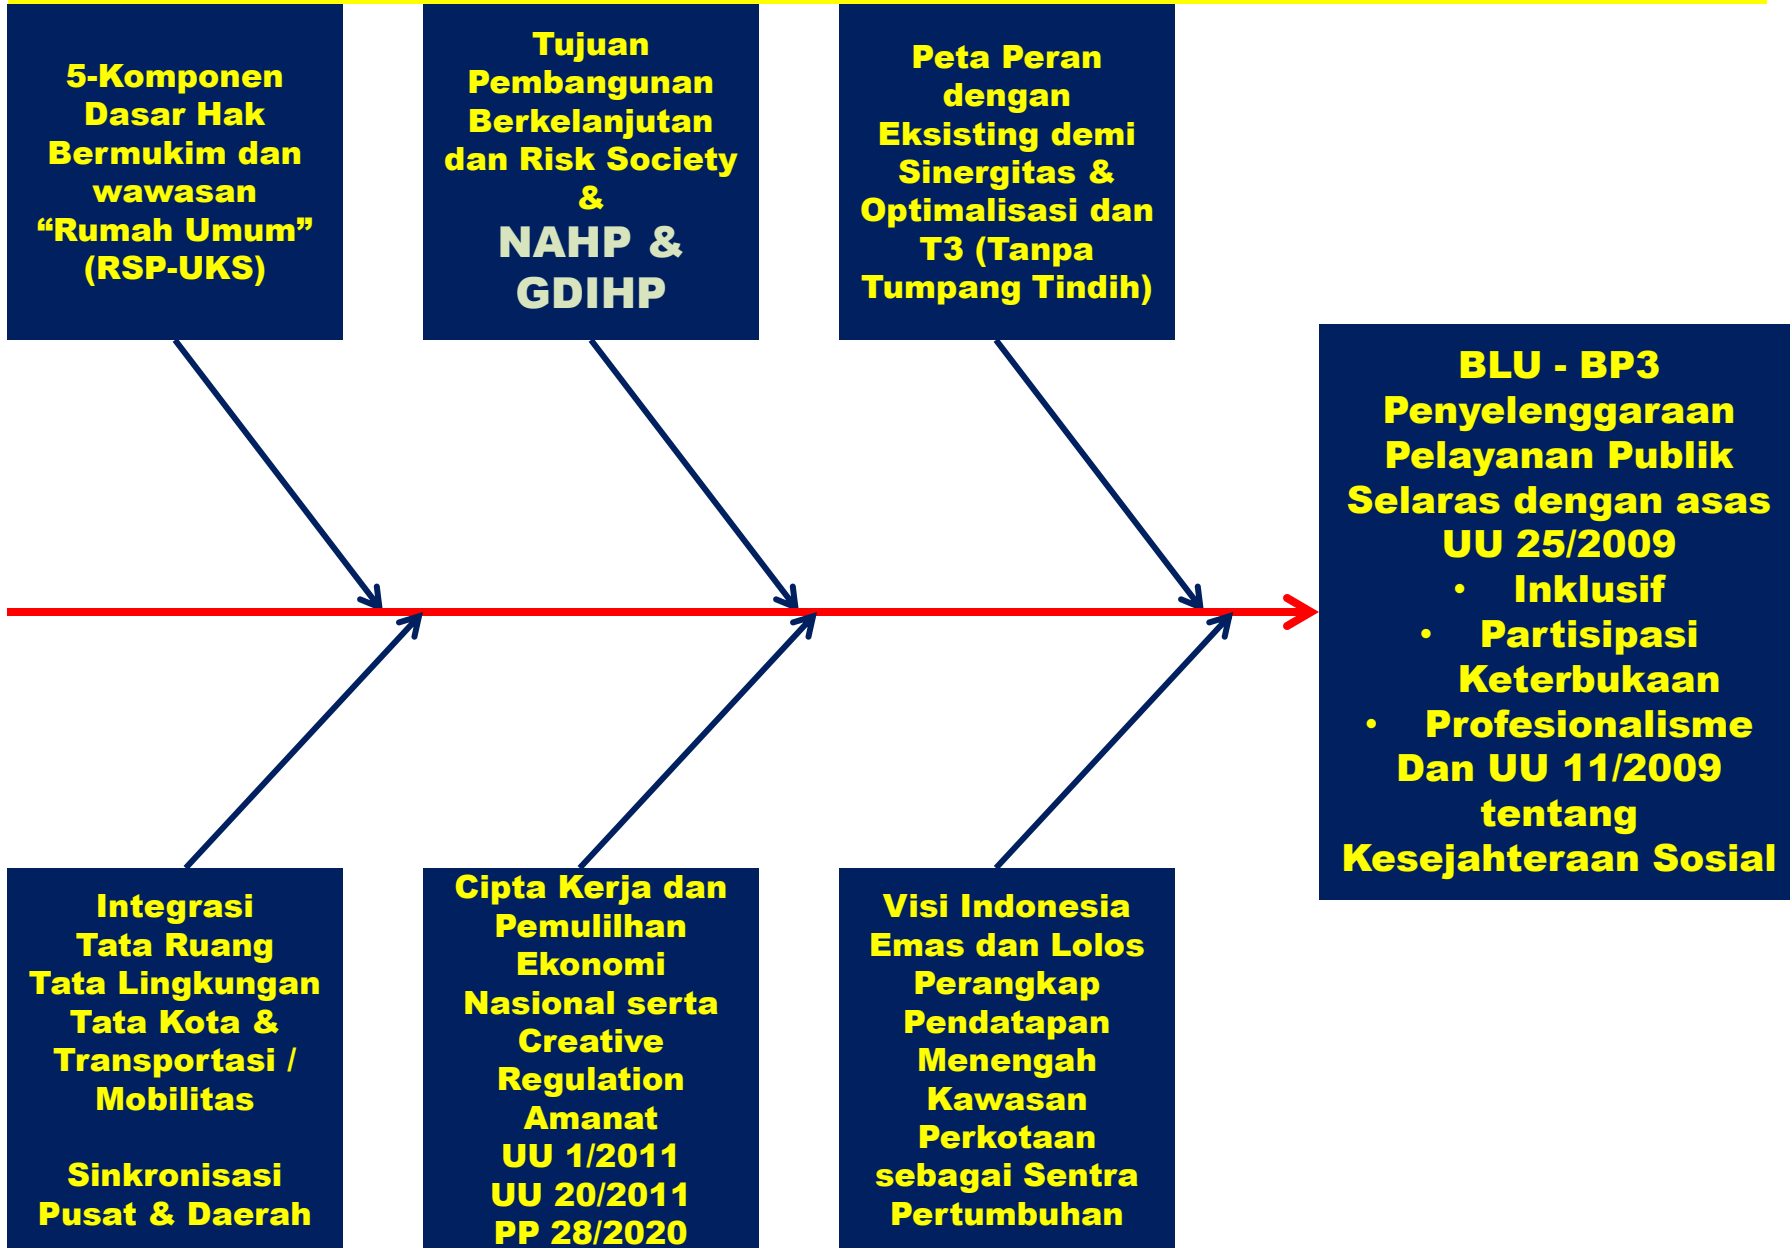 5-Komponen
Dasar Hak
Bermukim dan
wawasan
“Rumah Umum”
(RSP-UKS)
Tujuan
Pembangunan
Berkelanjutan
dan Risk Society
&
NAHP &
GDIHP
Peta Peran
dengan
Eksisting demi
Sinergitas &
Optimalisasi dan
T3 (Tanpa
Tumpang Tindih)
BLU - BP3
Penyelenggaraan
Pelayanan Publik
Selaras dengan asas
UU 25/2009
• Inklusif
• Partisipasi
Keterbukaan
• Profesionalisme
Dan UU 11/2009
tentang
Kesejahteraan Sosial
Integrasi
Tata Ruang
Tata Lingkungan
Tata Kota &
Transportasi /
Mobilitas
Sinkronisasi
Pusat & Daerah
Cipta Kerja dan
Pemulilhan
Ekonomi
Nasional serta
Creative
Regulation
Amanat
UU 1/2011
UU 20/2011
PP 28/2020
Visi Indonesia
Emas dan Lolos
Perangkap
Pendatapan
Menengah
Kawasan
Perkotaan
sebagai Sentra
Pertumbuhan